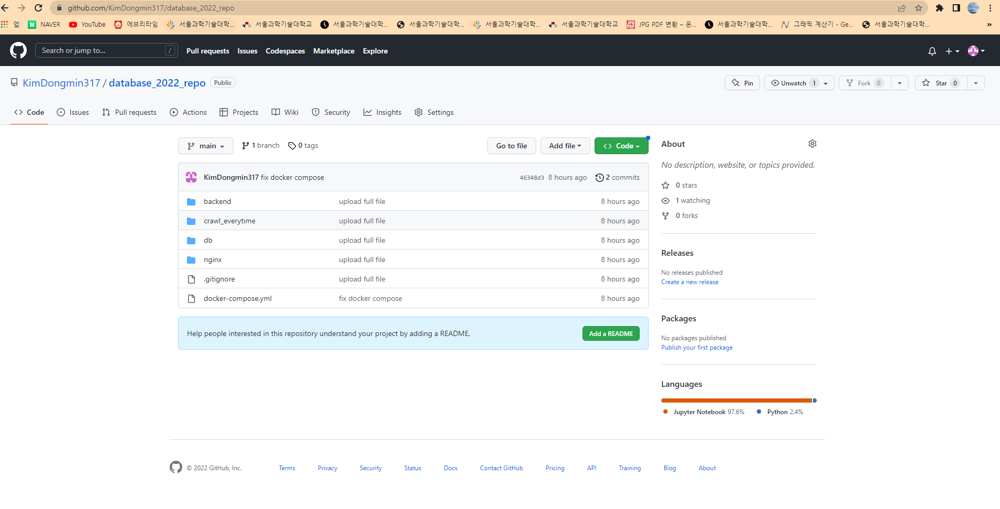 github.com/KimDongmin317/database_2022_repo
앱 NAVER YouTube 에브리타임 서울과학기술대학... 서울과학기술대학교 서울과학기술대학... 서울과학기술대학... 서울과학기술대학... 서울과학기술대학교 JPG PDF 변환 – 온... 서울과학기술대학... 그래픽 계산기 - Ge... 서울과학기술대학... »
Search or jump to... / Pull requests Issues Codespaces Marketplace Explore
KimDongmin317 / database_2022_repo Public Pin Unwatch 1 Fork 0 Star 0
Code Issues Pull requests Actions Projects Wiki Security Insights Settings
main 1 branch 0 tags Go to file Add file Code
KimDongmin317 fix docker compose 46348d3 8 hours ago 2 commits
backend upload full file 8 hours ago
crawl_everytime upload full file 8 hours ago
db upload full file 8 hours ago
nginx upload full file 8 hours ago
.gitignore upload full file 8 hours ago
docker-compose.yml fix docker compose 8 hours ago
Help people interested in this repository understand your project by adding a README. Add a README
About
No description, website, or topics provided.
0 stars
1 watching
0 forks
Releases
No releases published
Create a new release
Packages
No packages published
Publish your first package
Languages
Jupyter Notebook 97.6% Python 2.4%
© 2022 GitHub, Inc. Terms Privacy Security Status Docs Contact GitHub Pricing API Training Blog About